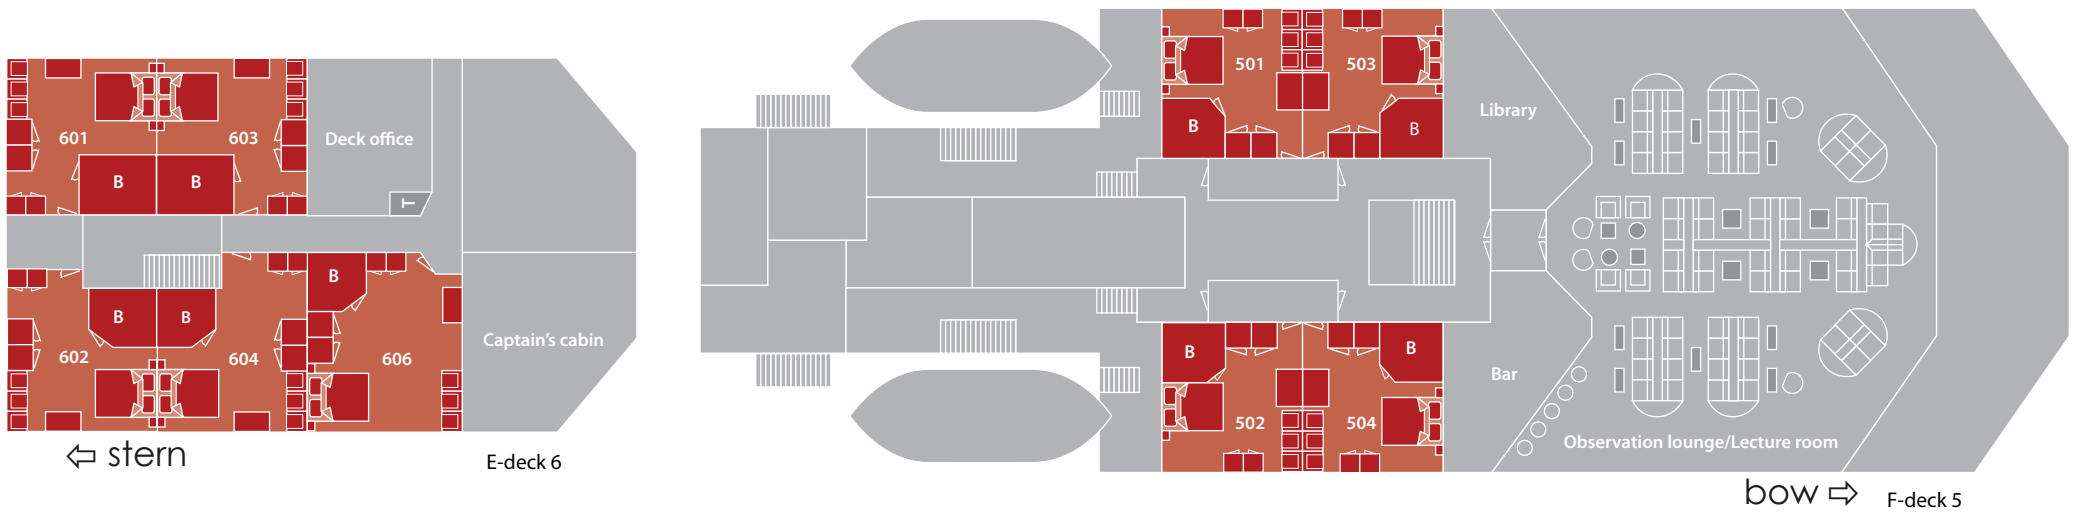 601
603
B
B
Deck office
T
B
B
B
602
604
606
Captain's cabin
stern
E-deck 6
501
503
B
B
Library
B
B
502
504
Bar
Observation lounge/Lecture room
bow
F-deck 5